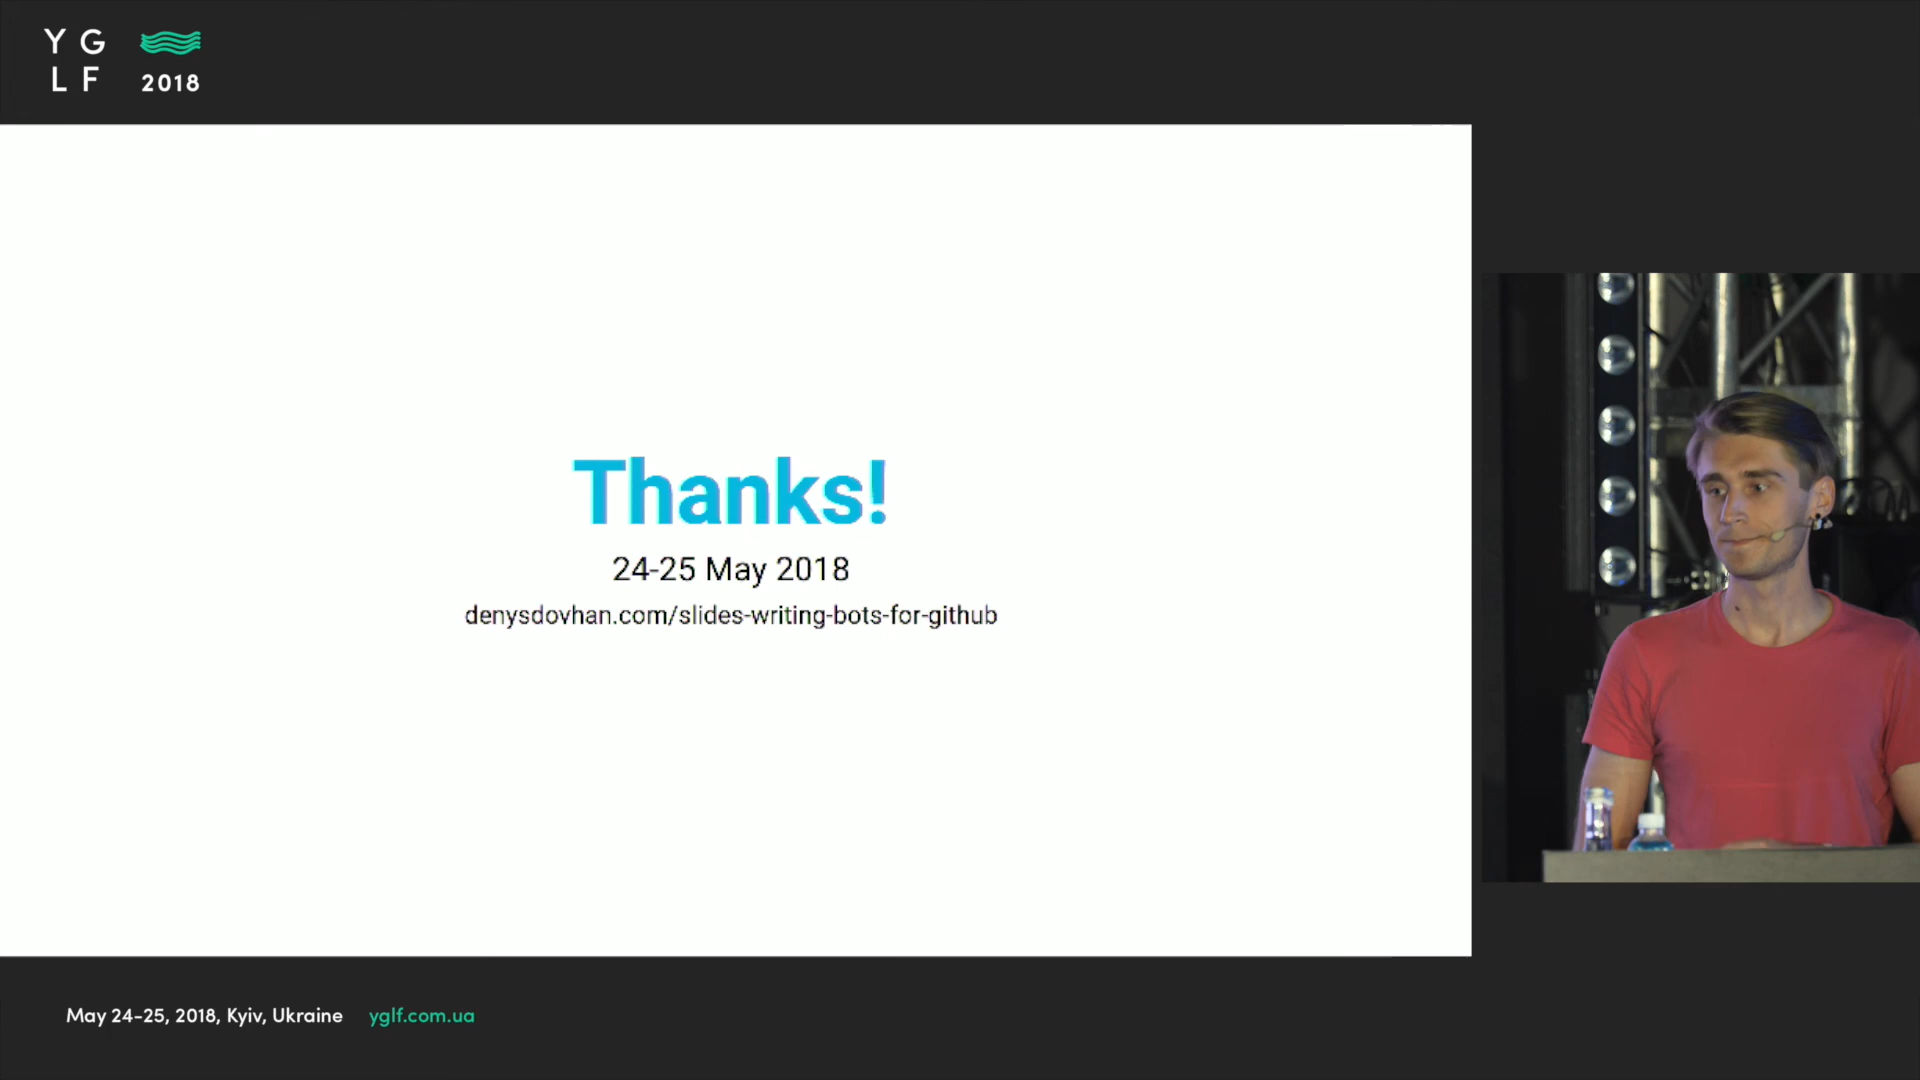 Y G
L F
2018
Thanks!
24-25 May 2018
denysdovhan.com/slides-writing-bots-for-github
May 24-25, 2018, Kyiv, Ukraine yglf.com.ua